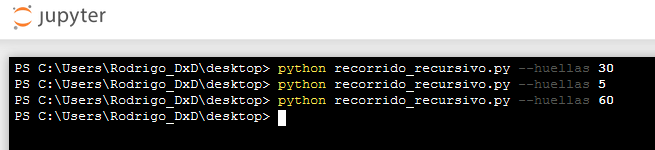 jupyter
PS C:\Users\Rodrigo_DxD\desktop> python recorrido_recursivo.py --huellas 30
PS C:\Users\Rodrigo_DxD\desktop> python recorrido_recursivo.py --huellas 5
PS C:\Users\Rodrigo_DxD\desktop> python recorrido_recursivo.py --huellas 60
PS C:\Users\Rodrigo_DxD\desktop>